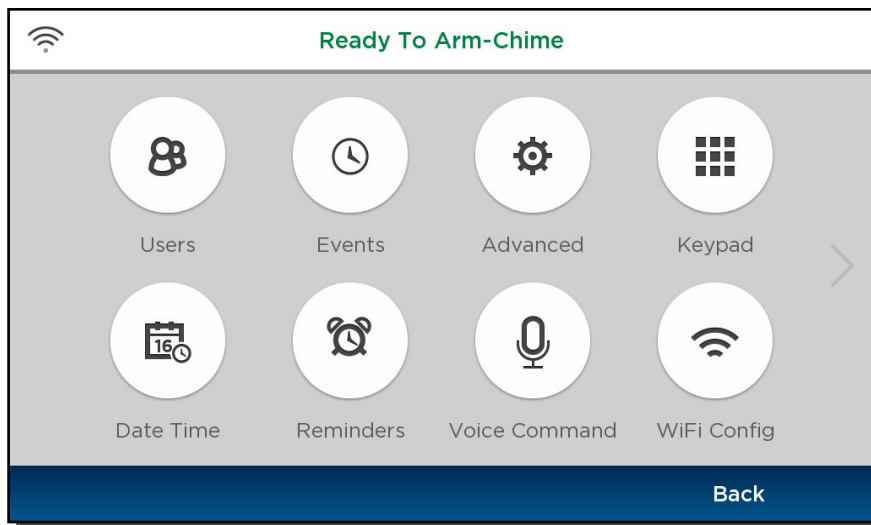 Ready To Arm-Chime
Users Events Advanced Keypad
16
Date Time Reminders Voice Command WiFi Config
Back